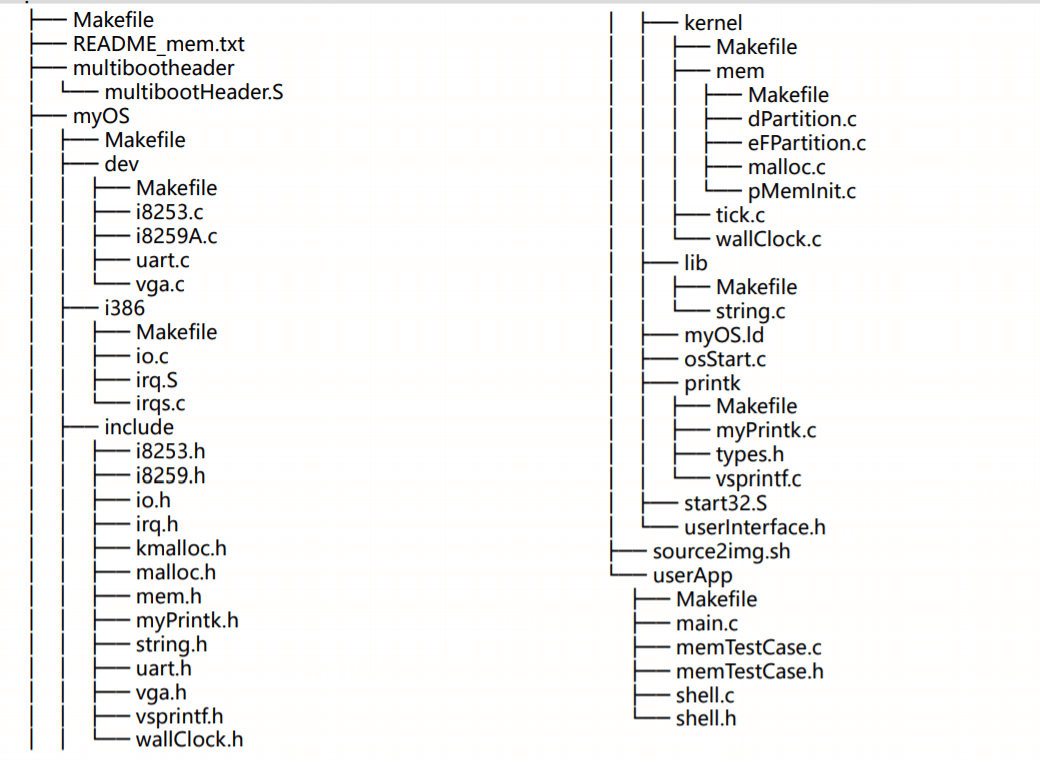 Makefile
README_mem.txt
multibootheader
multibootHeader.S
myOS
Makefile
dev
Makefile
i8253.c
i8259A.c
uart.c
vga.c
i386
Makefile
io.c
irq.S
irqs.c
include
i8253.h
i8259.h
io.h
irq.h
kmalloc.h
malloc.h
mem.h
myPrintk.h
string.h
uart.h
vga.h
vsprintf.h
wallClock.h
kernel
Makefile
mem
Makefile
dPartition.c
eFPartition.c
malloc.c
pMemInit.c
tick.c
wallClock.c
lib
Makefile
string.c
myOS.ld
osStart.c
printk
Makefile
myPrintk.c
types.h
vsprintf.c
start32.S
userInterface.h
source2img.sh
userApp
Makefile
main.c
memTestCase.c
memTestCase.h
shell.c
shell.h